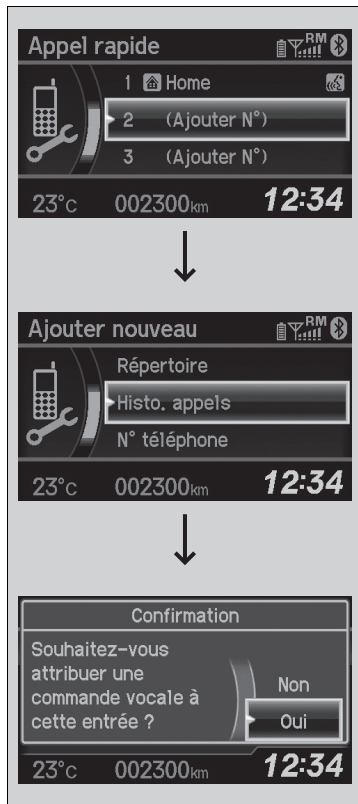 Appel rapide RM
1 Home
2 (Ajouter N°)
3 (Ajouter N°)
23°C 002300km 12:34
Ajouter nouveau RM
Répertoire
Histo. appels
N° téléphone
23°C 002300km 12:34
Confirmation
Souhaitez-vous
attribuer une
commande vocale à
cette entrée ?
Non
Oui
23°C 002300km 12:34